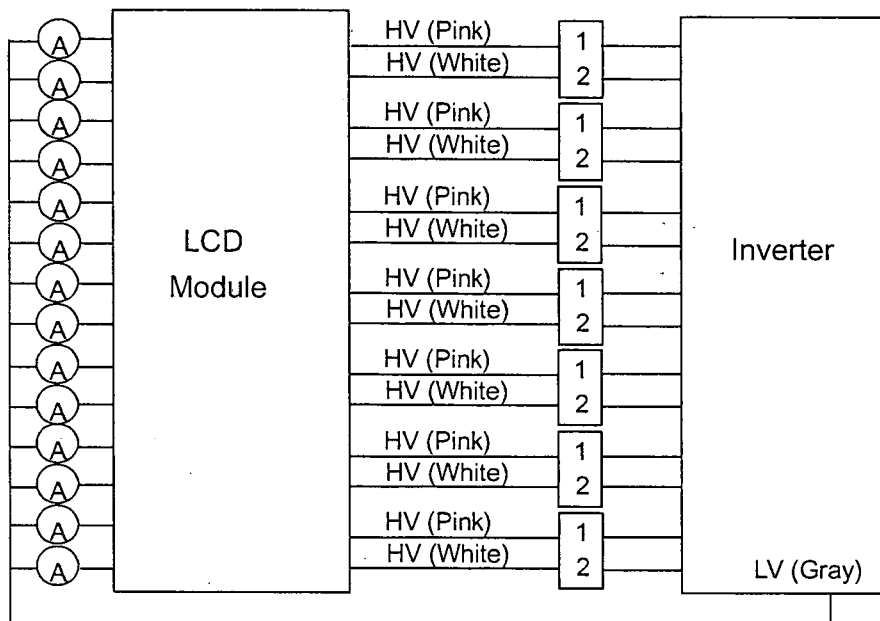 A
A
A
A
A
A
A
A
A
A
A
A
A
A
LCD
Module
HV (Pink)
HV (White)
HV (Pink)
HV (White)
HV (Pink)
HV (White)
HV (Pink)
HV (White)
HV (Pink)
HV (White)
HV (Pink)
HV (White)
HV (Pink)
HV (White)
1
2
1
2
1
2
1
2
1
2
1
2
1
2
Inverter
LV (Gray)